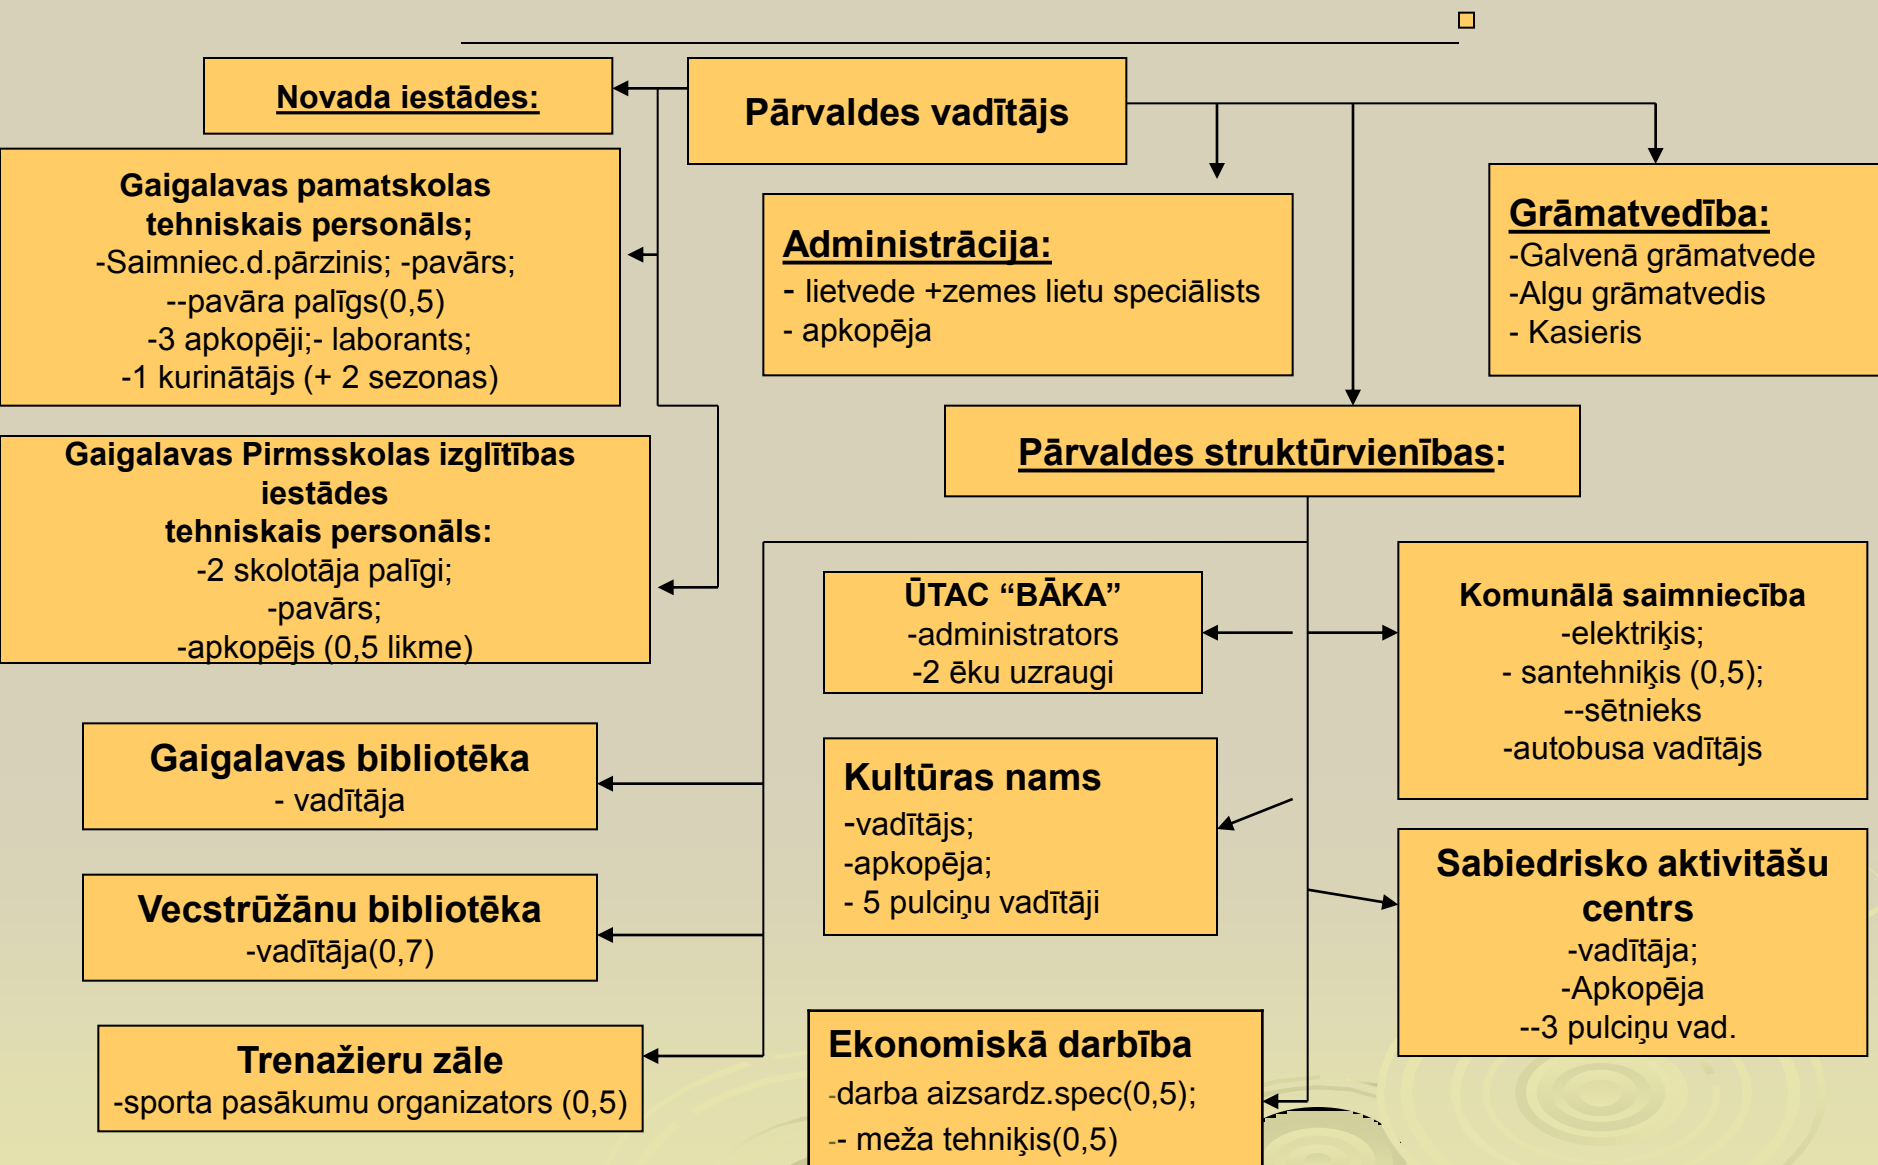 Novada iestādes:
Pārvaldes vadītājs
Gaigalavas pamatskolas
tehniskais personāls;
-Saimniec.d.pārzinis; -pavārs;
--pavāra palīgs(0,5)
-3 apkopēji;- laborants;
-1 kurinātājs (+ 2 sezonas)
Administrācija:
- lietvede +zemes lietu speciālists
- apkopēja
Grāmatvedība:
-Galvenā grāmatvede
-Algu grāmatvedis
- Kasieris
Gaigalavas Pirmsskolas izglītības
iestādes
tehniskais personāls:
-2 skolotāja palīgi;
-pavārs;
-apkopējs (0,5 likme)
Pārvaldes struktūrvienības:
ŪTAC “BĀKA”
-administrators
-2 ēku uzraugi
Komunālā saimniecība
-elektriķis;
- santehniķis (0,5);
--sētnieks
-autobusa vadītājs
Gaigalavas bibliotēka
- vadītāja
Kultūras nams
-vadītājs;
-apkopēja;
- 5 pulciņu vadītāji
Vecstrūžānu bibliotēka
-vadītāja(0,7)
Sabiedrisko aktivitāšu
centrs
-vadītāja;
-Apkopēja
--3 pulciņu vad.
Trenažieru zāle
-sporta pasākumu organizators (0,5)
Ekonomiskā darbība
-darba aizsardz.spec(0,5);
-- meža tehniķis(0,5)